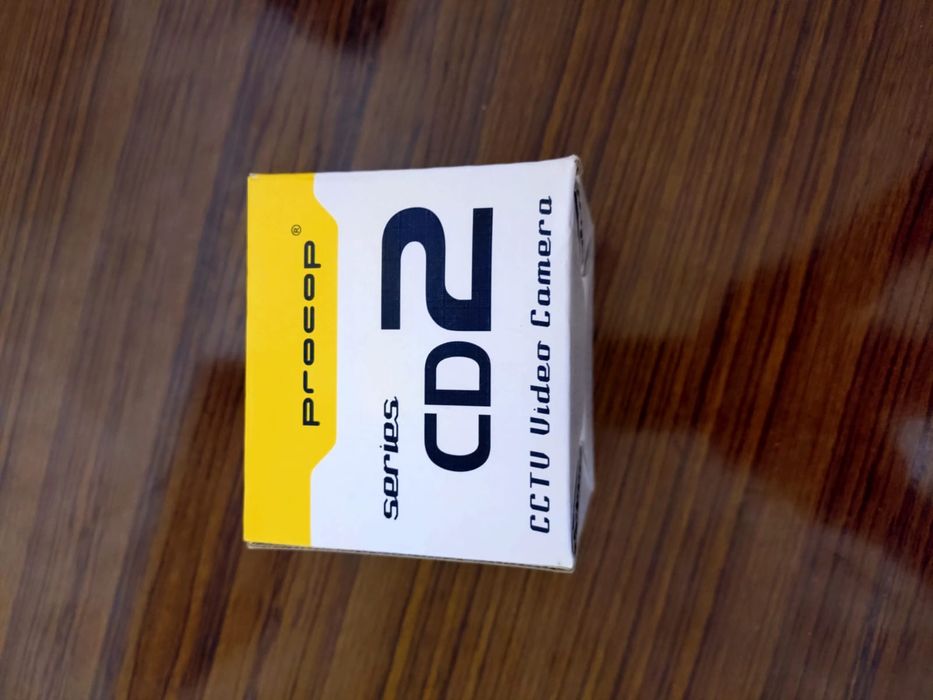 procop®
series
CD2
CCTV Video Camera